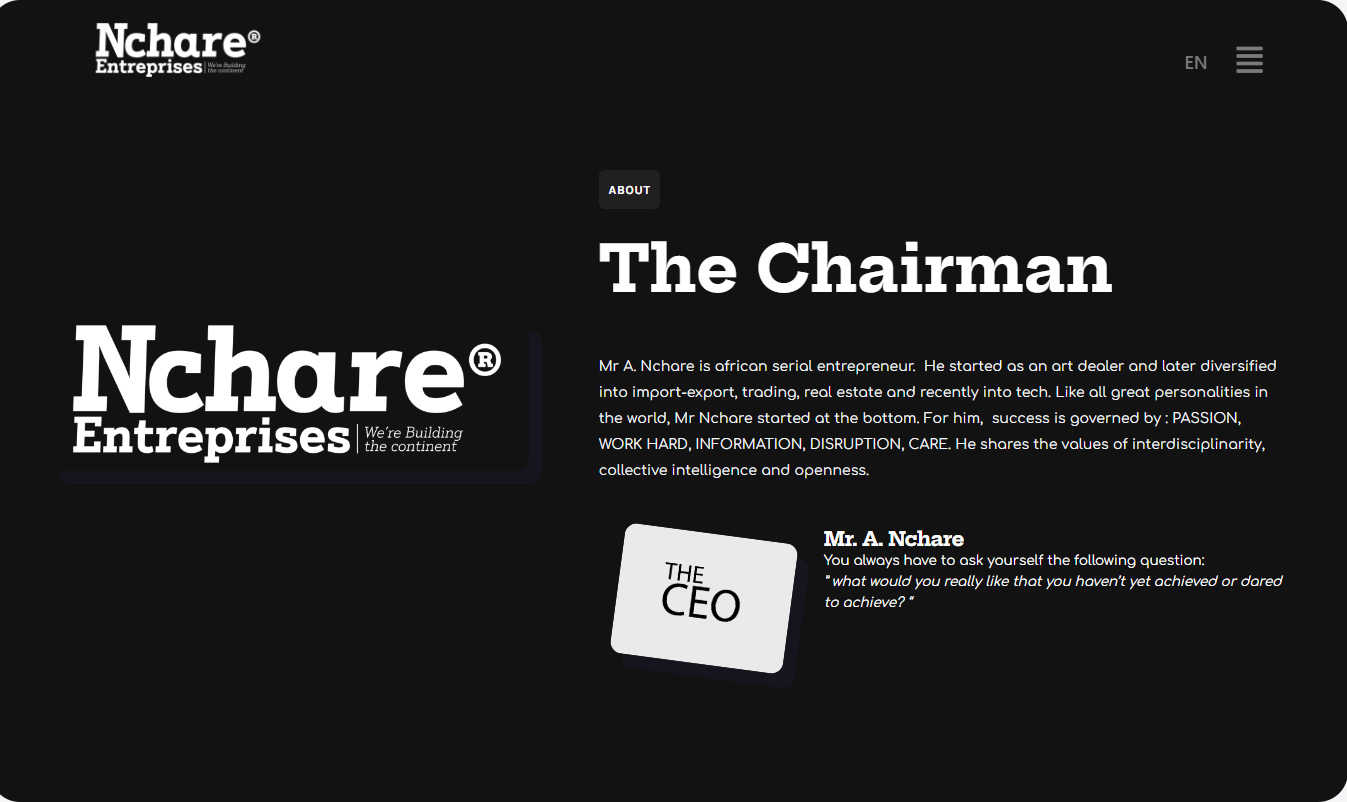 Nchare®
Entreprises
We're Building
the continent
EN
ABOUT
The Chairman
Nchare®
Entreprises
We're Building
the continent
Mr A. Nchare is african serial entrepreneur.  He started as an art dealer and later diversified
into import-export, trading, real estate and recently into tech. Like all great personalities in
the world, Mr Nchare started at the bottom. For him,  success is governed by : PASSION,
WORK HARD, INFORMATION, DISRUPTION, CARE. He shares the values of interdisciplinarity,
collective intelligence and openness.
THE
CEO
Mr. A. Nchare
You always have to ask yourself the following question:
" what would you really like that you haven't yet achieved or dared
to achieve? "